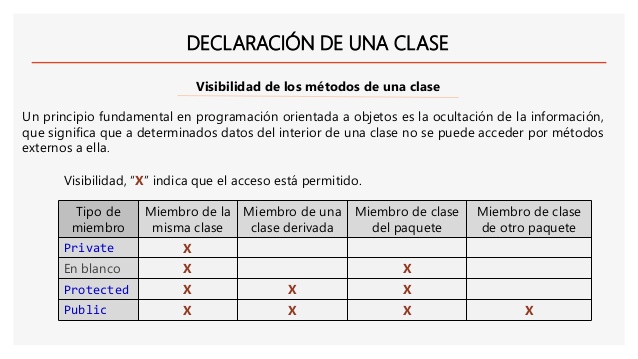 DECLARACIÓN DE UNA CLASE
Visibilidad de los métodos de una clase
Un principio fundamental en programación orientada a objetos es la ocultación de la información,
que significa que a determinados datos del interior de una clase no se puede acceder por métodos
externos a ella.
Visibilidad, “X” indica que el acceso está permitido.
Tipo de miembro | Miembro de la misma clase | Miembro de una clase derivada | Miembro de clase del paquete | Miembro de clase de otro paquete
Private X
En blanco X X
Protected X X X
Public X X X X